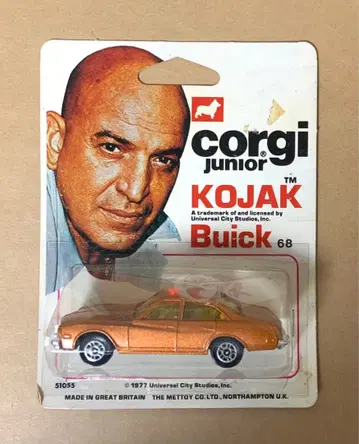 corgi
junior®
KOJAK™
A trademark of and licensed by
Universal City Studios, Inc.
Buick 68
51055 © 1977 Universal City Studios, Inc.
MADE IN GREAT BRITAIN THE METTOY CO. LTD., NORTHAMPTON U.K.